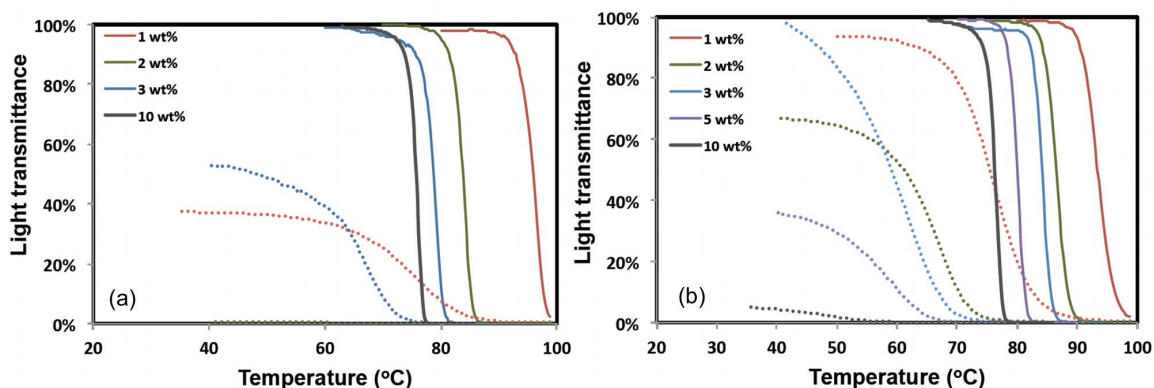 100%
80%
60%
40%
20%
0%
Light transmittance
1 wt%
2 wt%
3 wt%
10 wt%
(a)
20 40 60 80 100
Temperature (oC)
100%
80%
60%
40%
20%
0%
Light transmittance
1 wt%
2 wt%
3 wt%
5 wt%
10 wt%
(b)
20 30 40 50 60 70 80 90 100
Temperature (oC)